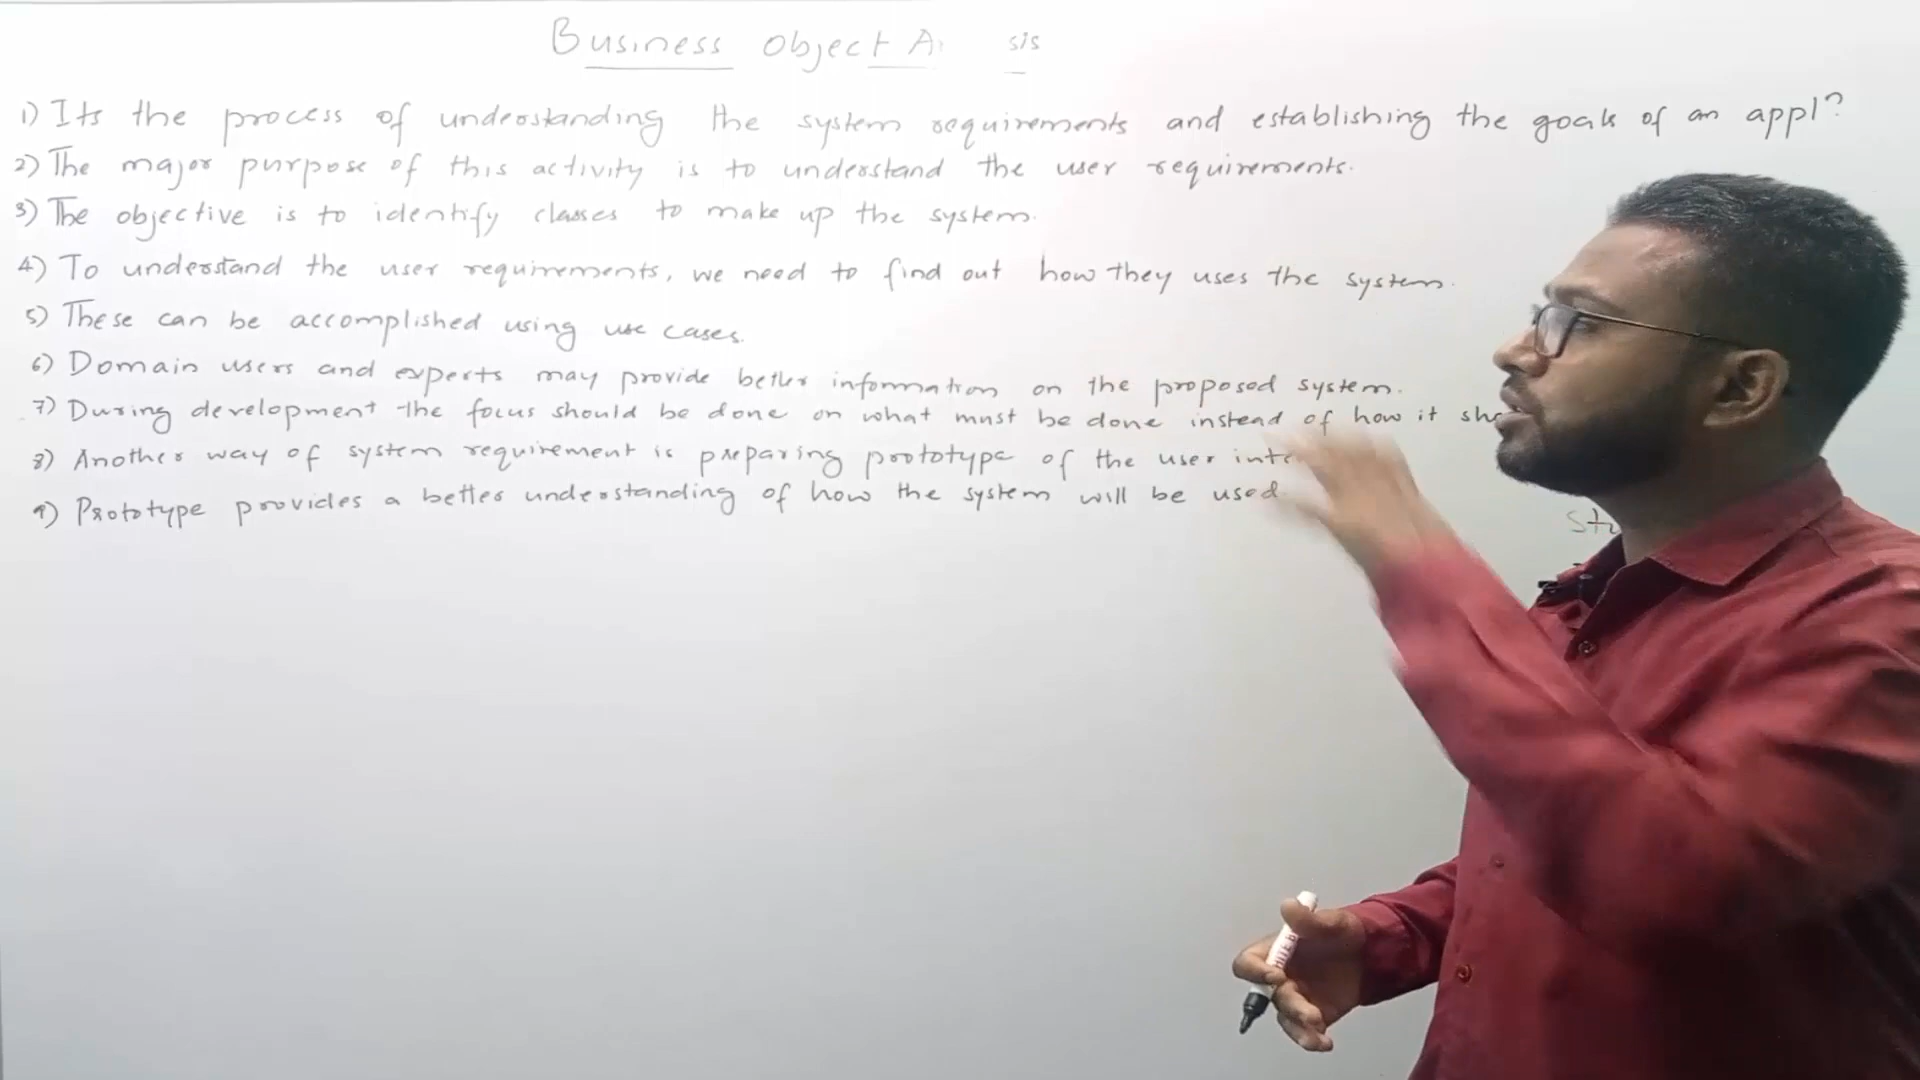 Business Object A sis
1) Its the process of understanding the system requirements and establishing the goals of an appln
2) The major purpose of this activity is to understand the user requirements.
3) The objective is to identify classes to make up the system.
4) To understand the user requirements, we need to find out how they uses the system.
5) These can be accomplished using use cases.
6) Domain users and experts may provide better information on the proposed system.
7) During development the focus should be done on what must be done instead of how it sho
8) Another way of system requirement is preparing prototype of the user inte
9) Prototype provides a better understanding of how the system will be used.